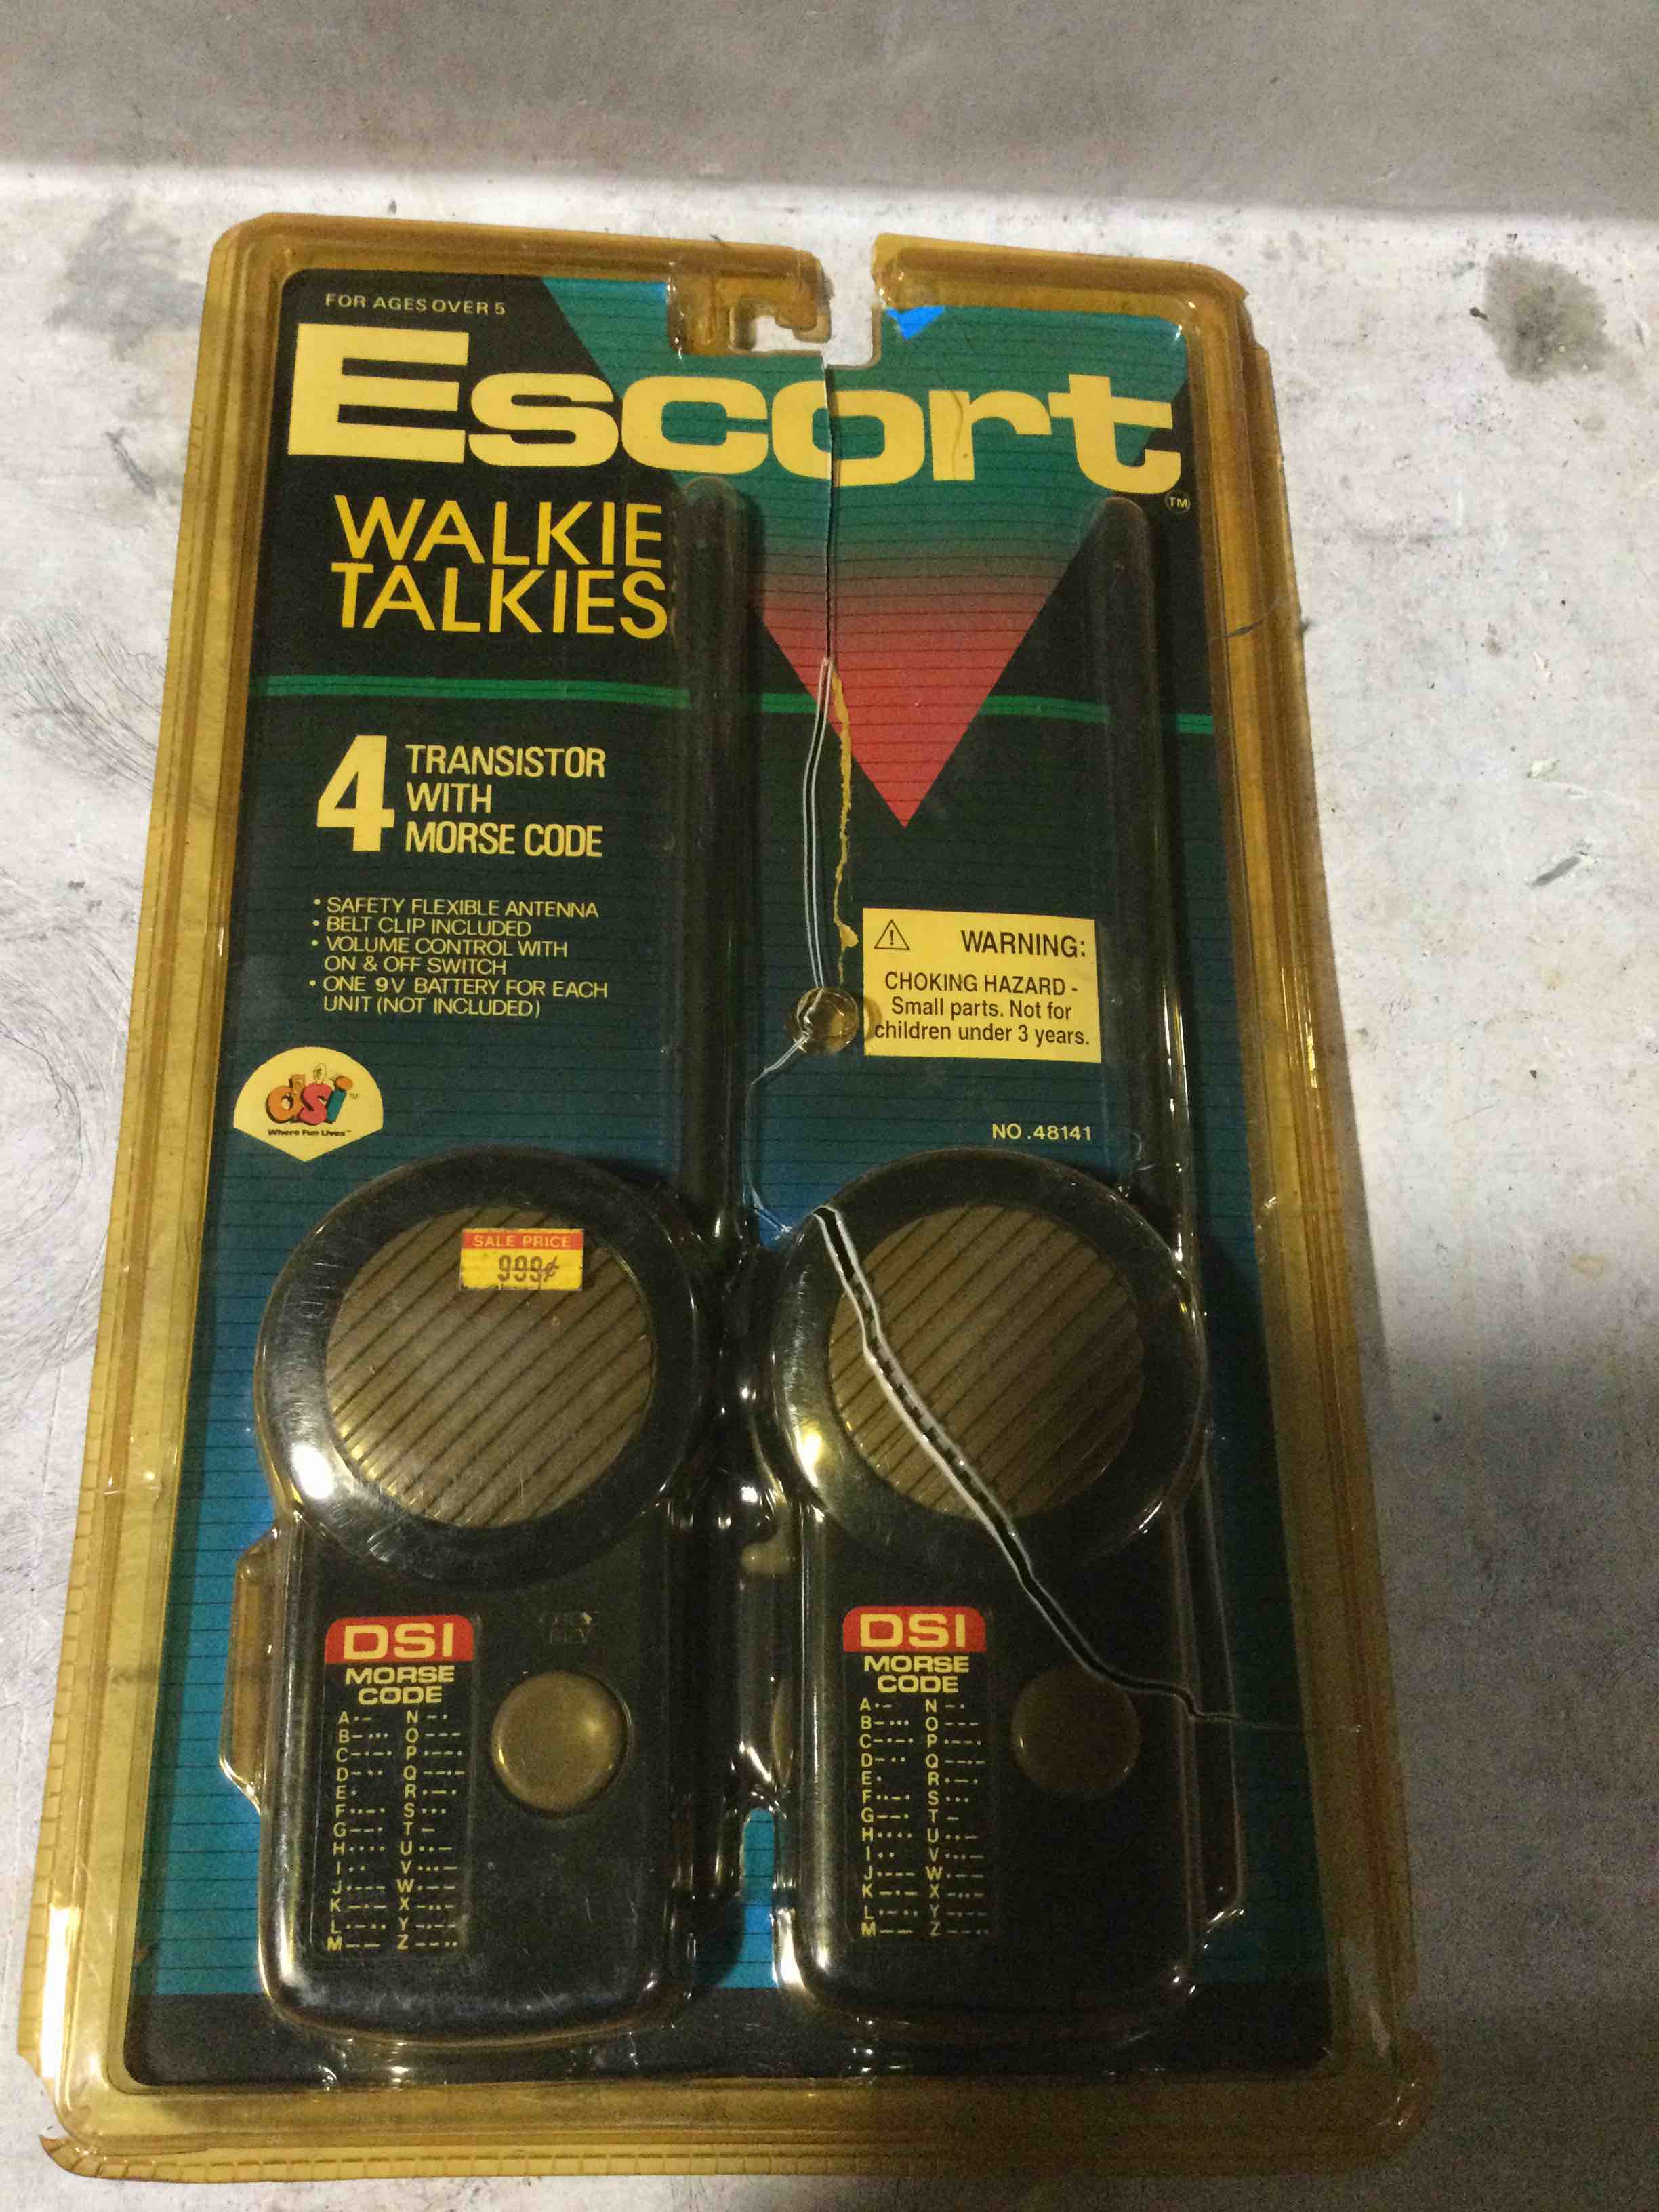 FOR AGES OVER 5
Escort
TM
WALKIE
TALKIES
4 TRANSISTOR
WITH
MORSE CODE
• SAFETY FLEXIBLE ANTENNA
• BELT CLIP INCLUDED
• VOLUME CONTROL WITH
ON & OFF SWITCH
• ONE 9V BATTERY FOR EACH
UNIT (NOT INCLUDED)
⚠ WARNING:
CHOKING HAZARD -
Small parts. Not for
children under 3 years.
dsi TM
Where Fun Lives™
NO.48141
SALE PRICE
999¢
DSI
MORSE
CODE
A·- N-·
B-··· O---
C-·-· P·--·
D-·· Q--·-
E· R·-·
F··-· S···
G--· T-
H···· U··-
I·· V···-
J·--- W·--
K-·- X-··-
L·-·· Y-·--
M-- Z--··
DSI
MORSE
CODE
A·- N-·
B-··· O---
C-·-· P·--·
D-·· Q--·-
E· R·-·
F··-· S···
G--· T-
H···· U··-
I·· V···-
J·--- W·--
K-·- X-··-
L·-·· Y-·--
M-- Z--··